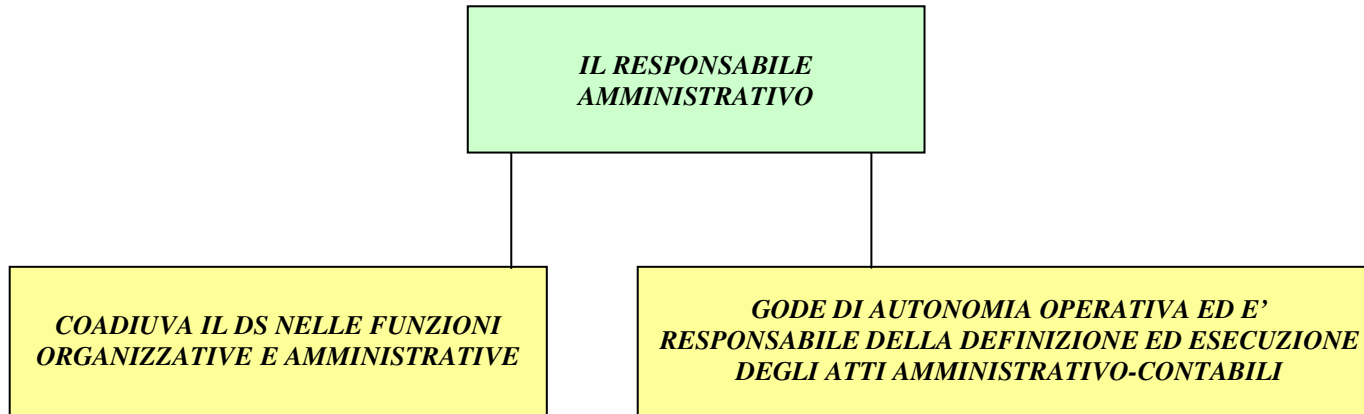 IL RESPONSABILE
AMMINISTRATIVO
COADIUVA IL DS NELLE FUNZIONI
ORGANIZZATIVE E AMMINISTRATIVE
GODE DI AUTONOMIA OPERATIVA ED E’
RESPONSABILE DELLA DEFINIZIONE ED ESECUZIONE
DEGLI ATTI AMMINISTRATIVO-CONTABILI